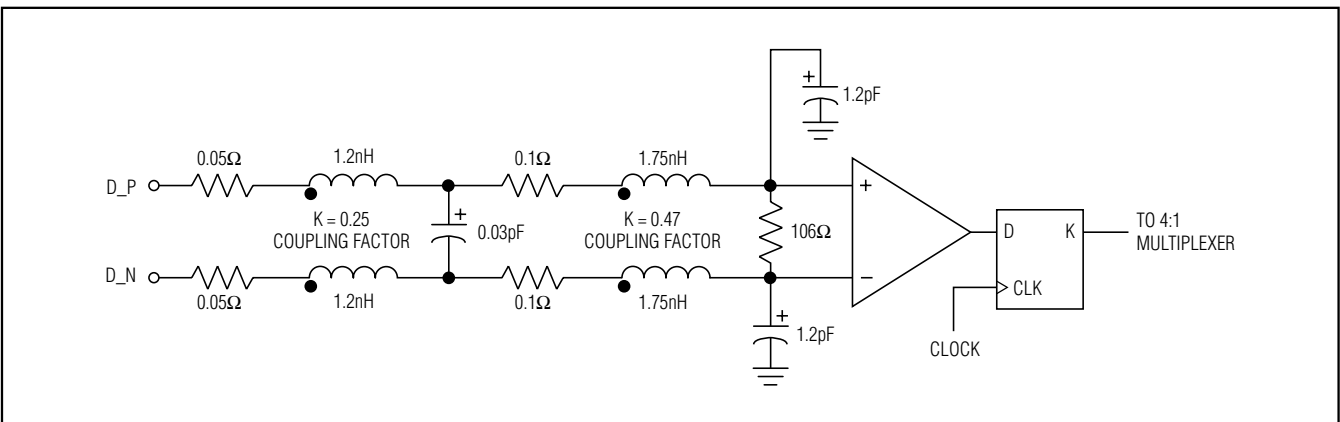 +
1.2pF
0.05Ω
1.2nH
0.1Ω
1.75nH
D_P
+
K = 0.25
COUPLING FACTOR
+
0.03pF
K = 0.47
COUPLING FACTOR
106Ω
D
K
TO 4:1
MULTIPLEXER
D_N
−
CLK
0.05Ω
1.2nH
0.1Ω
1.75nH
+
1.2pF
CLOCK